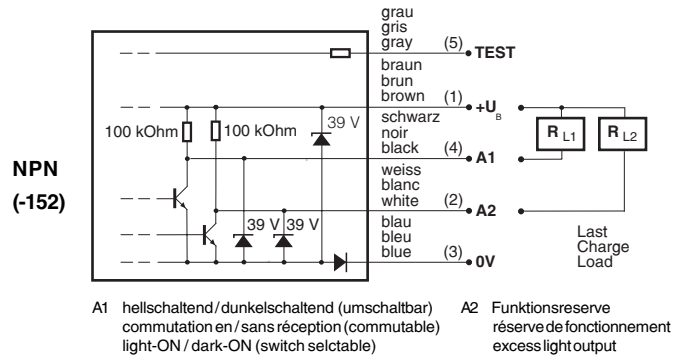 grau
gris
gray (5) TEST
braun
brun
brown (1) +U B
schwarz
noir
black (4) A1
weiss
blanc
white (2) A2
blau
bleu
blue (3) 0V
100 kOhm 100 kOhm 39 V
39 V 39 V
NPN
(-152)
R L1 R L2
Last
Charge
Load
A1 hellschaltend/dunkelschaltend (umschaltbar)
commutation en/sans réception (commutable)
light-ON / dark-ON (switch selctable)
A2 Funktionsreserve
réserve de fonctionnement
excess light output